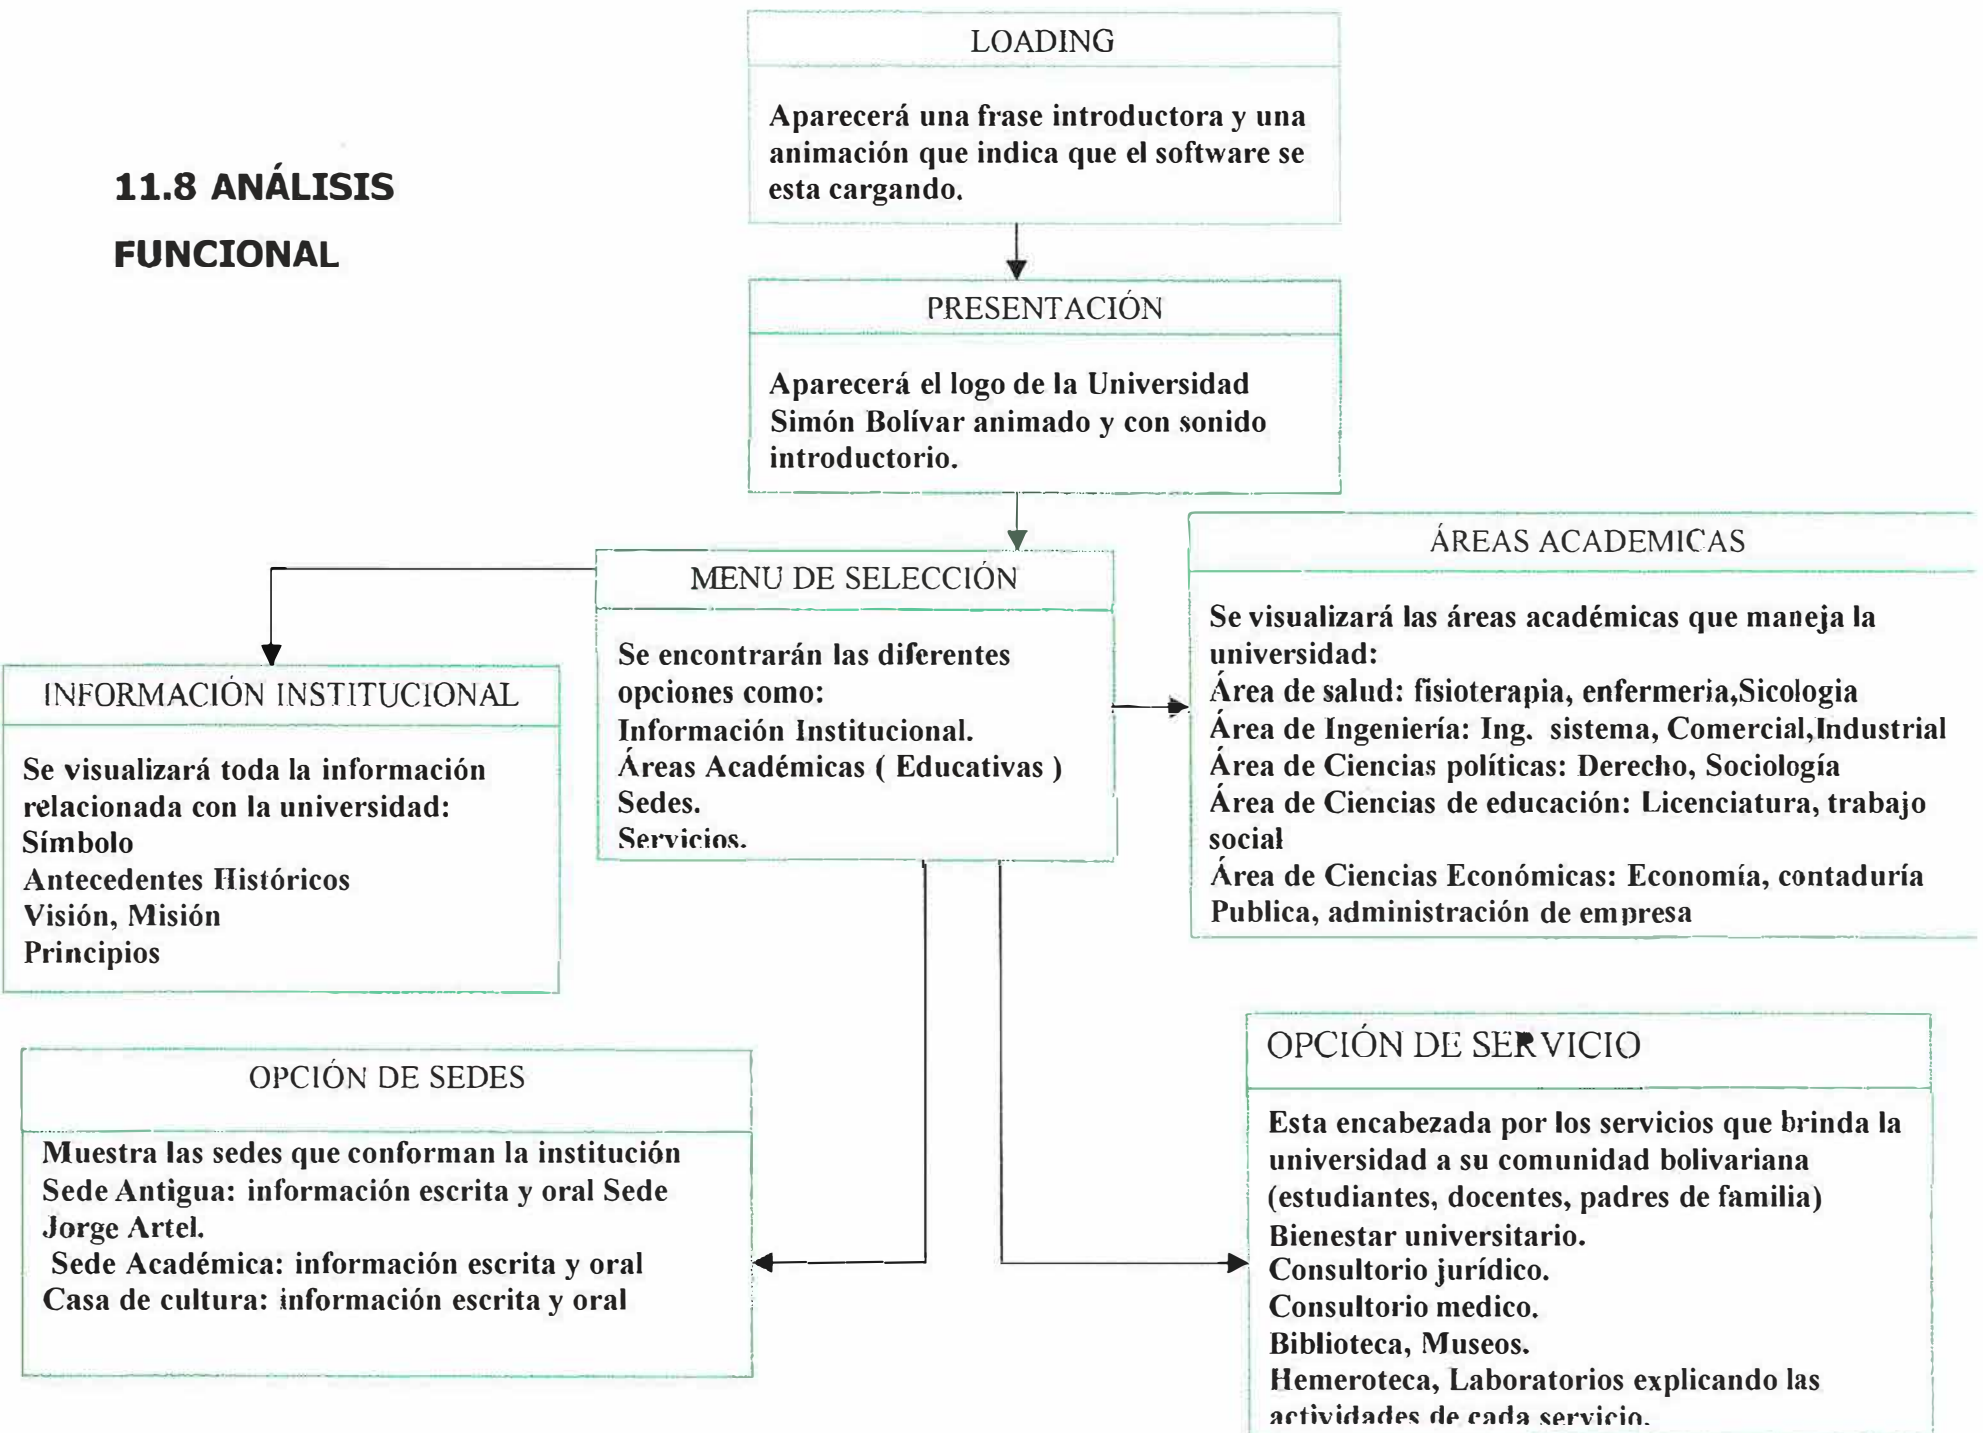 11.8 ANÁLISIS
FUNCIONAL
LOADING
Aparecerá una frase introductora y una
animación que indica que el software se
esta cargando.
PRESENTACIÓN
Aparecerá el logo de la Universidad
Simón Bolívar animado y con sonido
introductorio.
MENU DE SELECCIÓN
Se encontrarán las diferentes
opciones como:
Información Institucional.
Áreas Académicas ( Educativas )
Sedes.
Servicios.
ÁREAS ACADEMICAS
Se visualizará las áreas académicas que maneja la
universidad:
Área de salud: fisioterapia, enfermeria,Sicologia
Área de Ingeniería: Ing. sistema, Comercial,Industrial
Área de Ciencias políticas: Derecho, Sociología
Área de Ciencias de educación: Licenciatura, trabajo
social
Área de Ciencias Económicas: Economía, contaduría
Publica, administración de empresa
INFORMACIÓN INSTITUCIONAL
Se visualizará toda la información
relacionada con la universidad:
Símbolo
Antecedentes Históricos
Visión, Misión
Principios
OPCIÓN DE SEDES
Muestra las sedes que conforman la institución
Sede Antigua: información escrita y oral Sede
Jorge Artel.
Sede Académica: información escrita y oral
Casa de cultura: información escrita y oral
OPCIÓN DE SERVICIO
Esta encabezada por los servicios que brinda la
universidad a su comunidad bolivariana
(estudiantes, docentes, padres de familia)
Bienestar universitario.
Consultorio jurídico.
Consultorio medico.
Biblioteca, Museos.
Hemeroteca, Laboratorios explicando las
actividades de cada servicio.